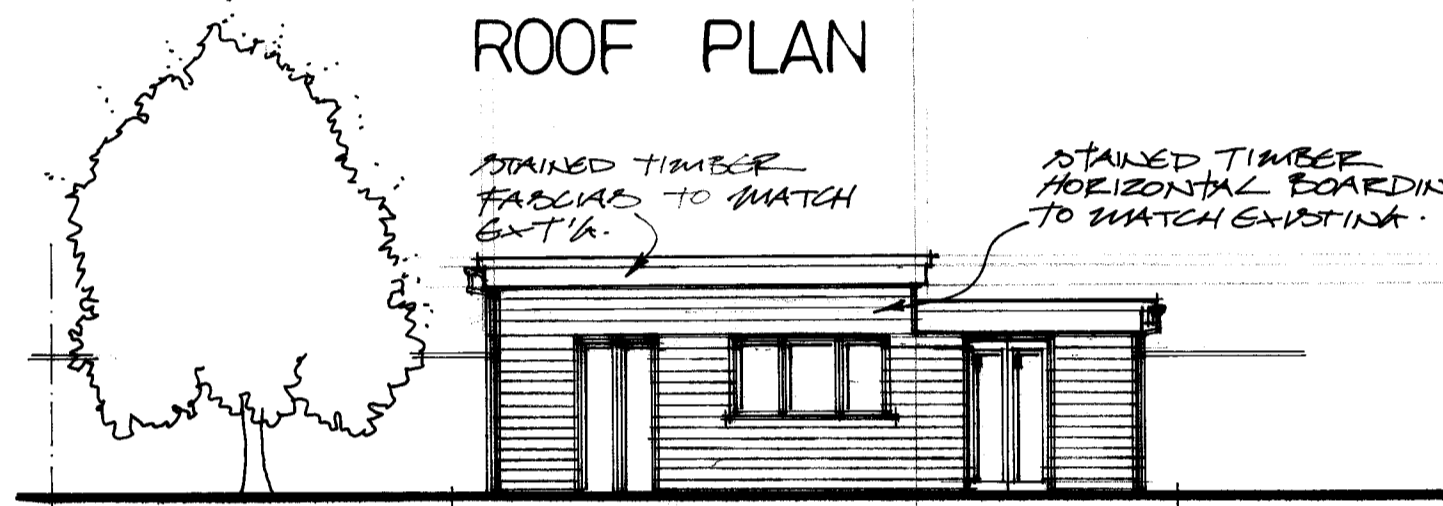 ROOF PLAN
STAINED TIMBER
FASCIAS TO MATCH
EXT'G.
STAINED TIMBER
HORIZONTAL BOARDIN
TO MATCH EXISTING.